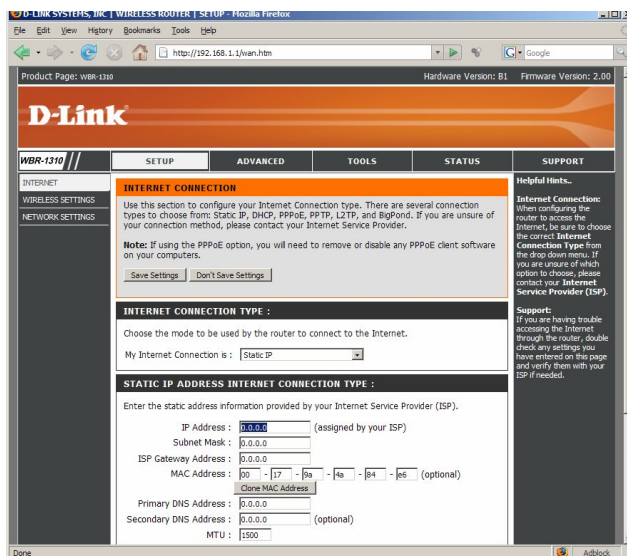 D-LINK SYSTEMS, INC | WIRELESS ROUTER | SETUP - Mozilla Firefox
File Edit View History Bookmarks Tools Help
http://192.168.1.1/wan.htm
Google
Product Page: WBR-1310 Hardware Version: B1 Firmware Version: 2.00
D-Link
WBR-1310 SETUP ADVANCED TOOLS STATUS SUPPORT
INTERNET
WIRELESS SETTINGS
NETWORK SETTINGS
INTERNET CONNECTION
Use this section to configure your Internet Connection type. There are several connection
types to choose from: Static IP, DHCP, PPPoE, PPTP, L2TP, and BigPond. If you are unsure of
your connection method, please contact your Internet Service Provider.
Note: If using the PPPoE option, you will need to remove or disable any PPPoE client software
on your computers.
Save Settings Don't Save Settings
INTERNET CONNECTION TYPE :
Choose the mode to be used by the router to connect to the Internet.
My Internet Connection is : Static IP
STATIC IP ADDRESS INTERNET CONNECTION TYPE :
Enter the static address information provided by your Internet Service Provider (ISP).
IP Address : 0.0.0.0 (assigned by your ISP)
Subnet Mask : 0.0.0.0
ISP Gateway Address : 0.0.0.0
MAC Address : 00 - 17 - 9a - 4a - 84 - e6 (optional)
Clone MAC Address
Primary DNS Address : 0.0.0.0
Secondary DNS Address : 0.0.0.0 (optional)
MTU : 1500
Helpful Hints..
Internet Connection:
When configuring the
router to access the
Internet, be sure to choose
the correct Internet
Connection Type from
the drop down menu. If
you are unsure of which
option to choose, please
contact your Internet
Service Provider (ISP).
Support:
If you are having trouble
accessing the Internet
through the router, double
check any settings you
have entered on this page
and verify them with your
ISP if needed.
Done Adblock